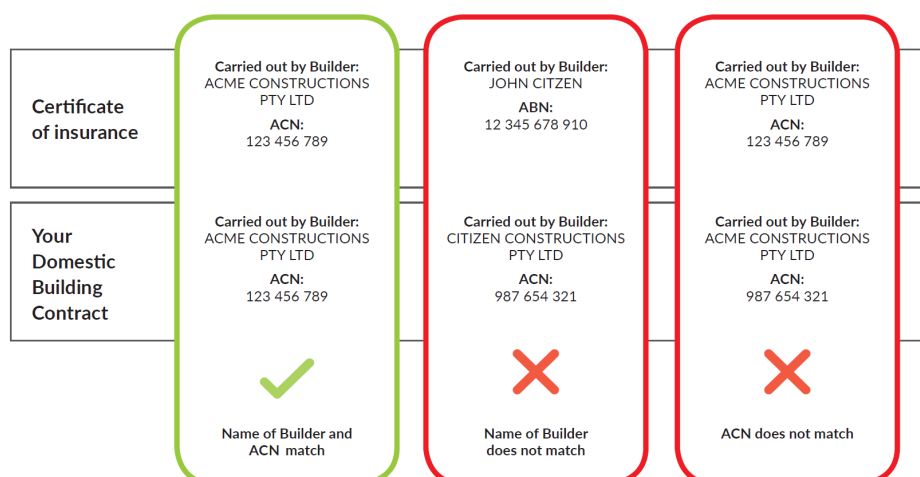 Certificate
of insurance
Carried out by Builder:
ACME CONSTRUCTIONS
PTY LTD
ACN:
123 456 789
Carried out by Builder:
JOHN CITZEN
ABN:
12 345 678 910
Carried out by Builder:
ACME CONSTRUCTIONS
PTY LTD
ACN:
123 456 789
Your
Domestic
Building
Contract
Carried out by Builder:
ACME CONSTRUCTIONS
PTY LTD
ACN:
123 456 789
Carried out by Builder:
CITIZEN CONSTRUCTIONS
PTY LTD
ACN:
987 654 321
Carried out by Builder:
ACME CONSTRUCTIONS
PTY LTD
ACN:
987 654 321
Name of Builder and
ACN match
Name of Builder
does not match
ACN does not match